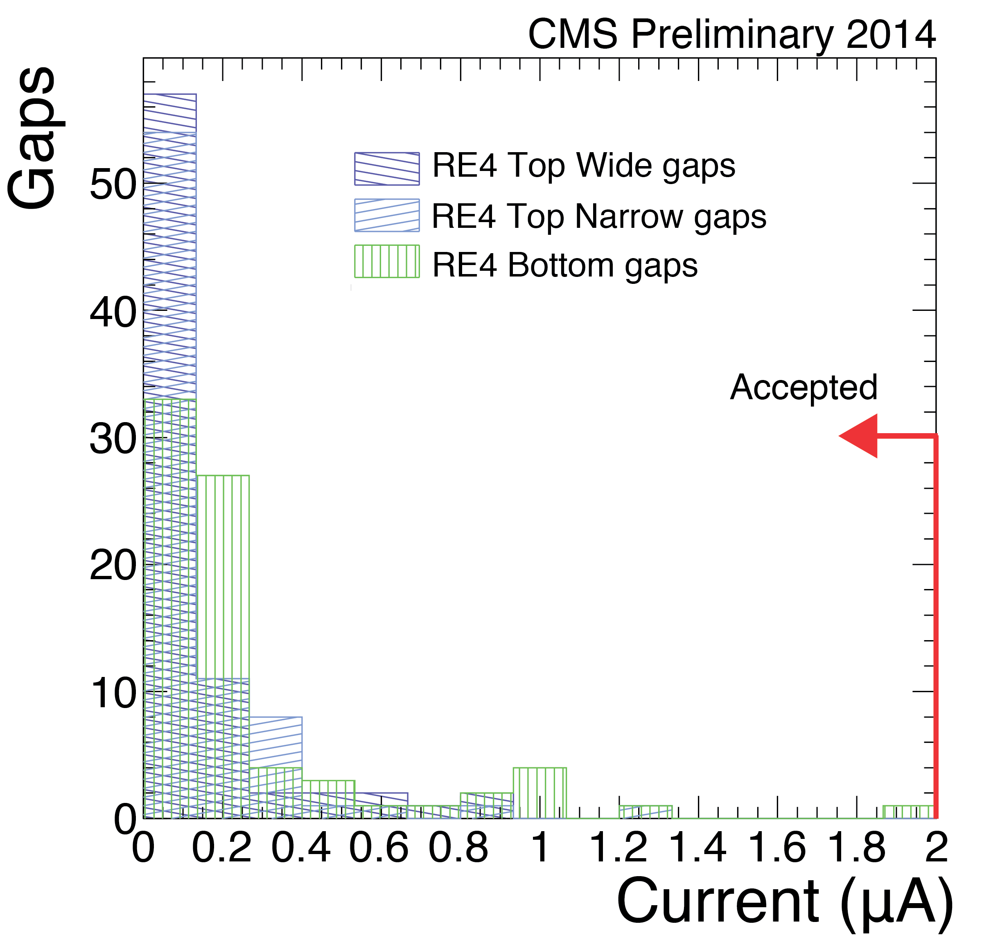 CMS Preliminary 2014
Gaps
RE4 Top Wide gaps
RE4 Top Narrow gaps
RE4 Bottom gaps
Accepted
50
40
30
20
10
0
0 0.2 0.4 0.6 0.8 1 1.2 1.4 1.6 1.8 2
Current (µA)